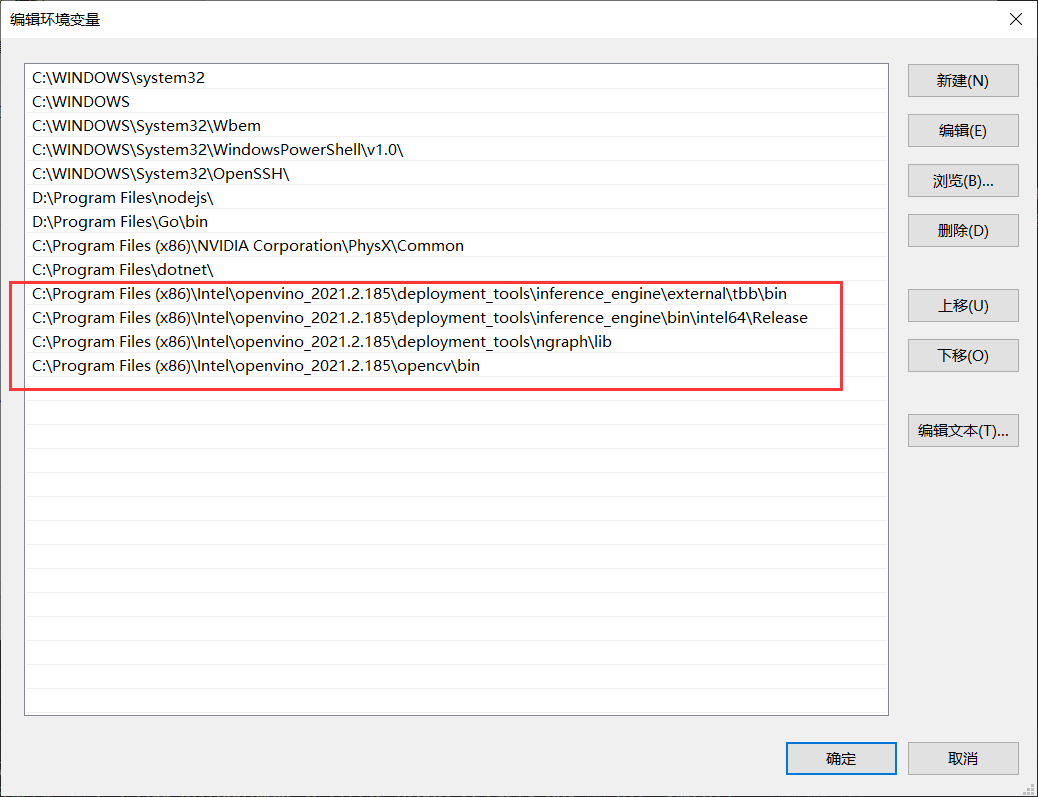 编辑环境变量
C:\WINDOWS\system32
C:\WINDOWS
C:\WINDOWS\System32\Wbem
C:\WINDOWS\System32\WindowsPowerShell\v1.0\
C:\WINDOWS\System32\OpenSSH\
D:\Program Files\nodejs\
D:\Program Files\Go\bin
C:\Program Files (x86)\NVIDIA Corporation\PhysX\Common
C:\Program Files\dotnet\
C:\Program Files (x86)\Intel\openvino_2021.2.185\deployment_tools\inference_engine\external\tbb\bin
C:\Program Files (x86)\Intel\openvino_2021.2.185\deployment_tools\inference_engine\bin\intel64\Release
C:\Program Files (x86)\Intel\openvino_2021.2.185\deployment_tools\ngraph\lib
C:\Program Files (x86)\Intel\openvino_2021.2.185\opencv\bin
新建(N)
编辑(E)
浏览(B)...
删除(D)
上移(U)
下移(O)
编辑文本(T)...
确定
取消